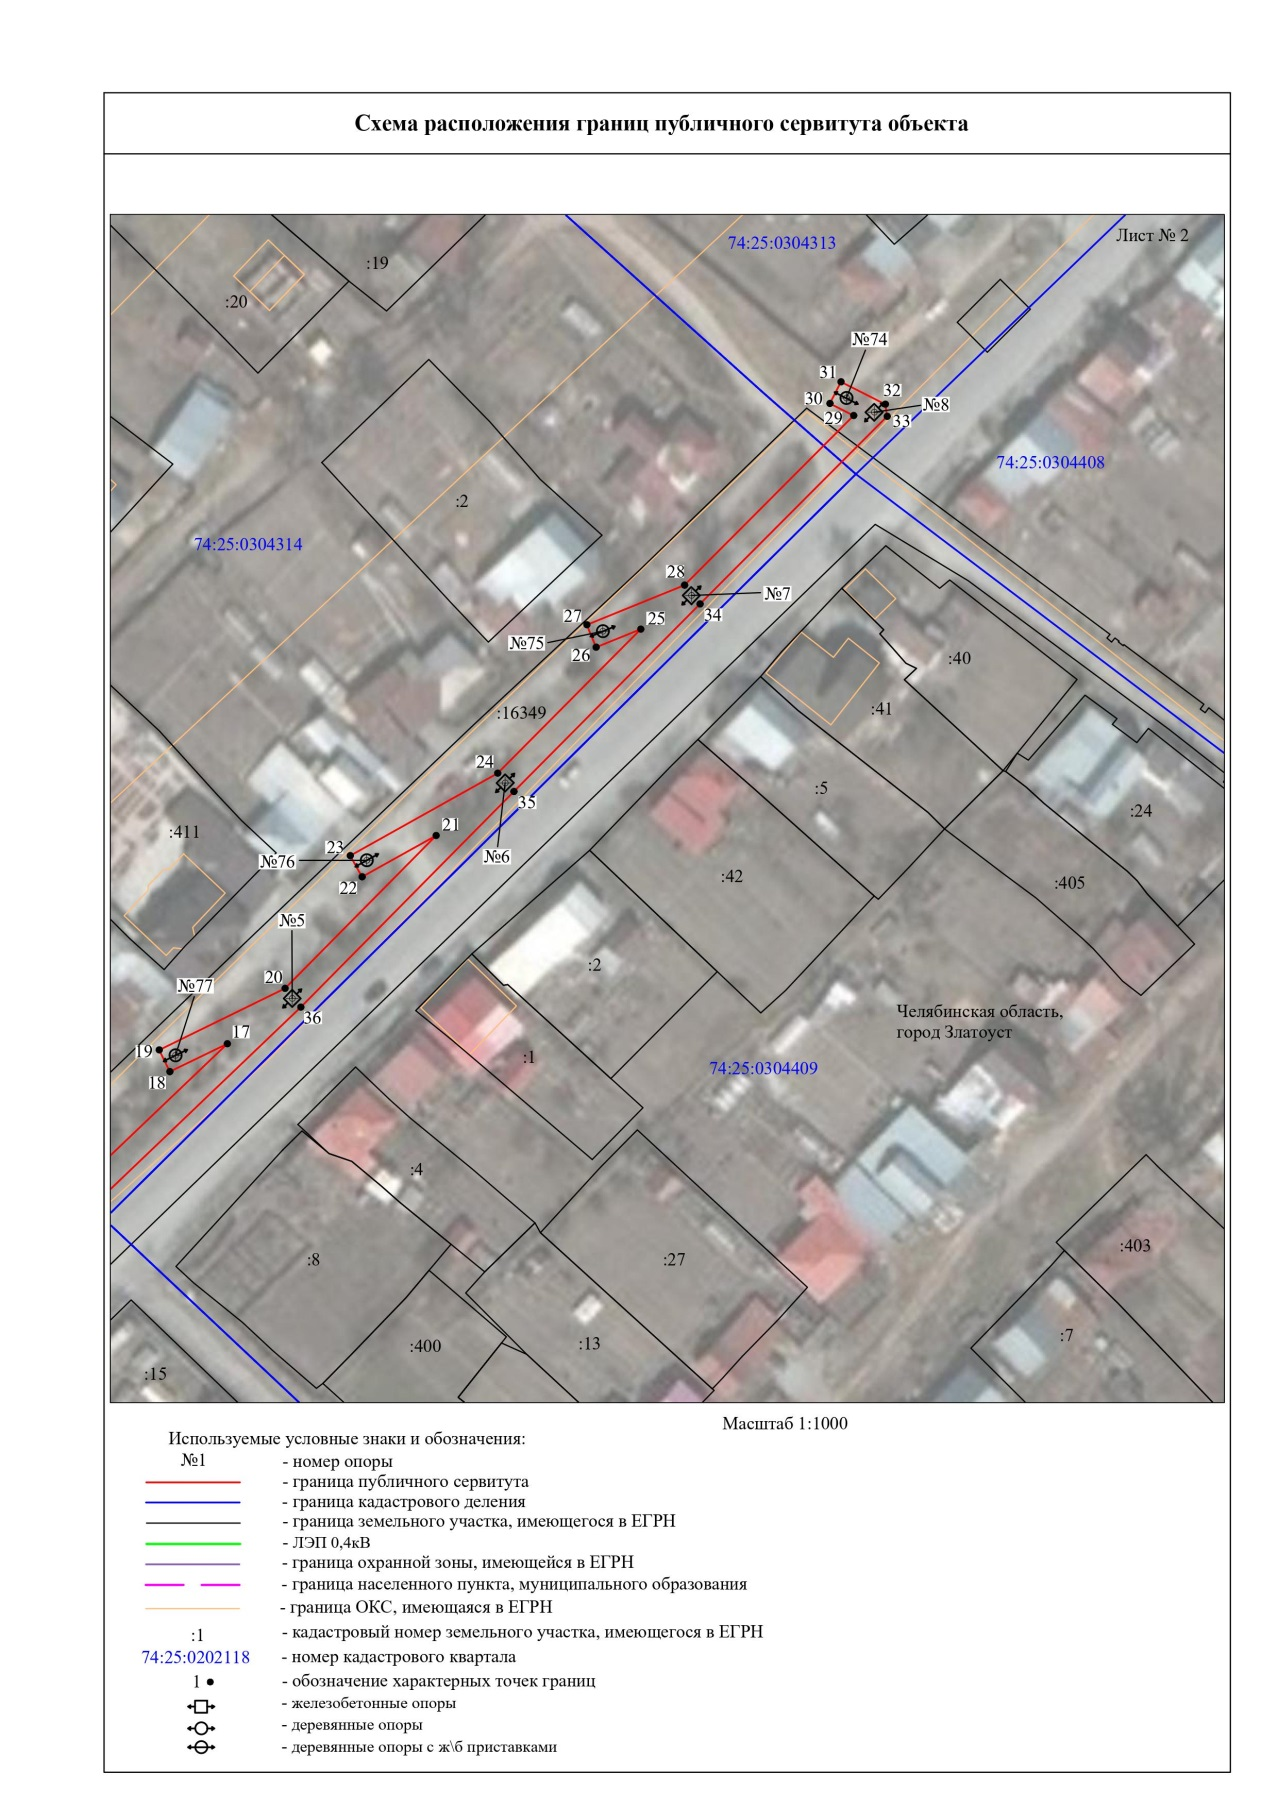 Схема расположения границ публичного сервитута объекта
Лист № 2
74:25:0304313
:19
:20
№74
31
32
30
№8
29
33
74:25:0304408
:2
74:25:0304314
28
№7
34
27
25
№75
26
:40
:41
:16349
24
35
:5
:24
21
:411
23
№76
№6
22
:42
:405
№5
:2
20
№77
36
Челябинская область,
город Златоуст
17
19
18
:1
74:25:0304409
:4
:403
:8
:27
:7
:13
:400
:15
Масштаб 1:1000
Используемые условные знаки и обозначения:
№1 - номер опоры
- граница публичного сервитута
- граница кадастрового деления
- граница земельного участка, имеющегося в ЕГРН
- ЛЭП 0,4кВ
- граница охранной зоны, имеющейся в ЕГРН
- граница населенного пункта, муниципального образования
- граница ОКС, имеющаяся в ЕГРН
:1 - кадастровый номер земельного участка, имеющегося в ЕГРН
74:25:0202118 - номер кадастрового квартала
1 - обозначение характерных точек границ
- железобетонные опоры
- деревянные опоры
- деревянные опоры с ж\б приставками